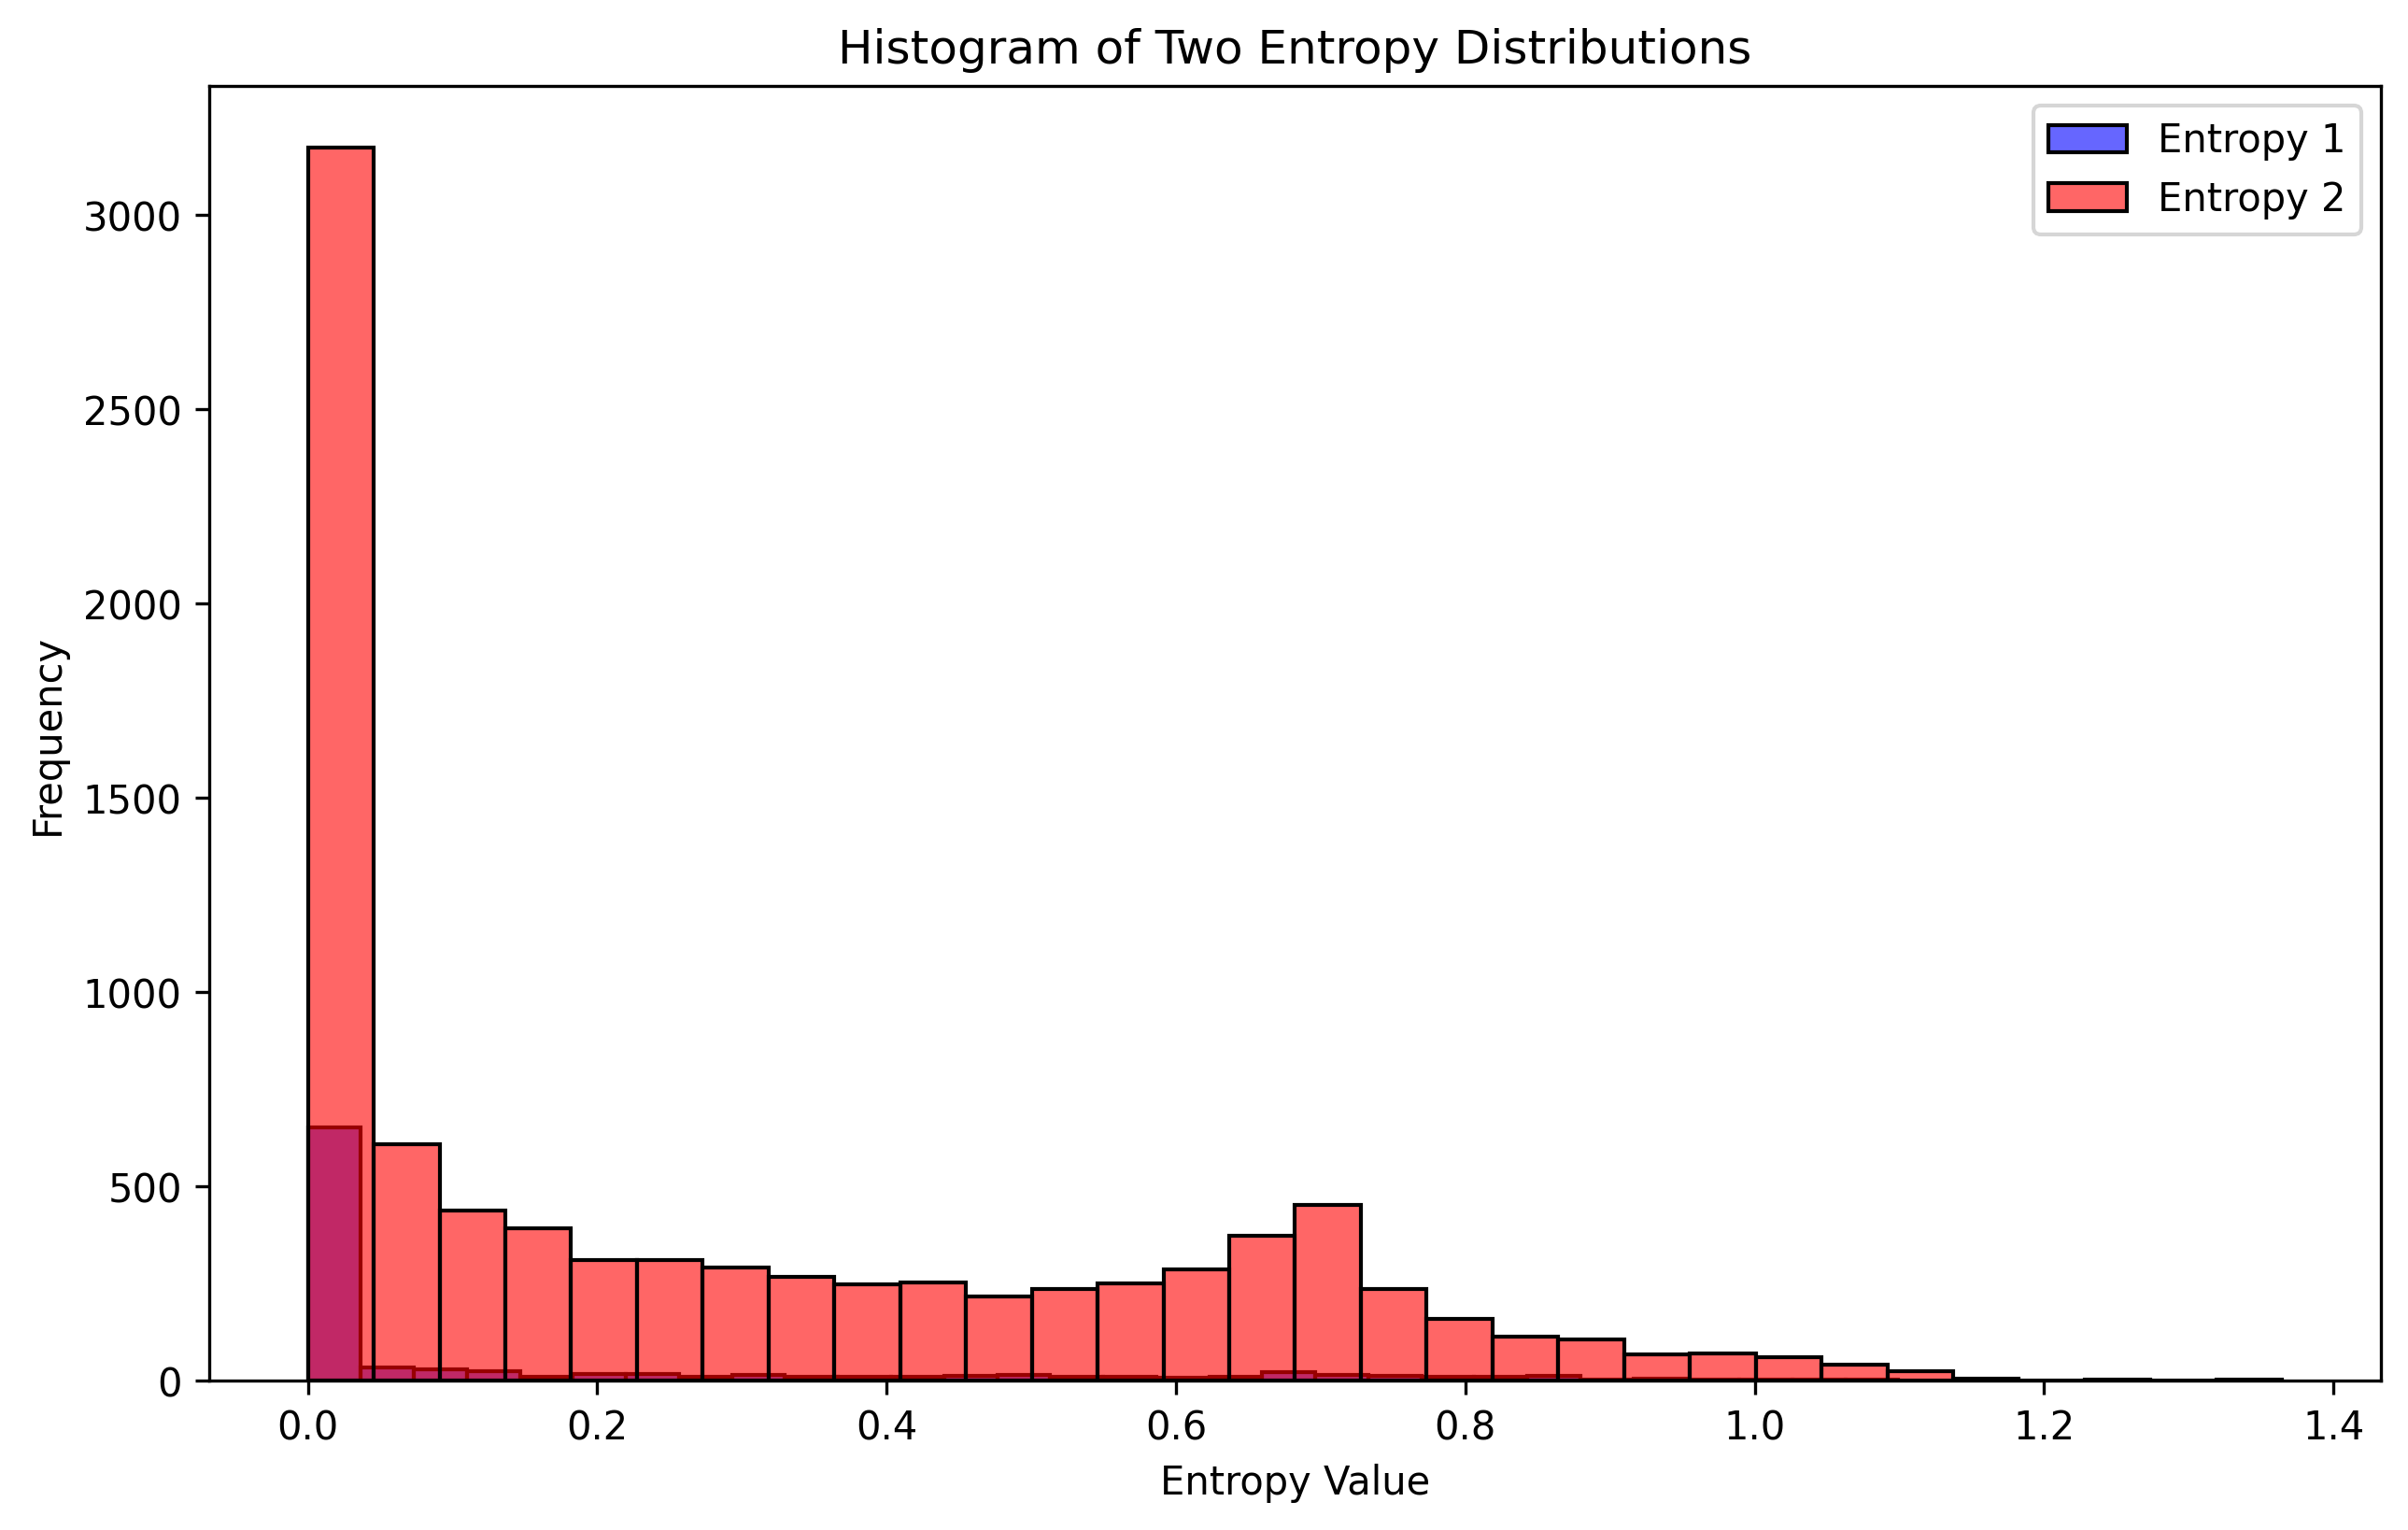 Histogram of Two Entropy Distributions
Entropy 1
Entropy 2
Frequency
3000
2500
2000
1500
1000
500
0
0.0 0.2 0.4 0.6 0.8 1.0 1.2 1.4
Entropy Value